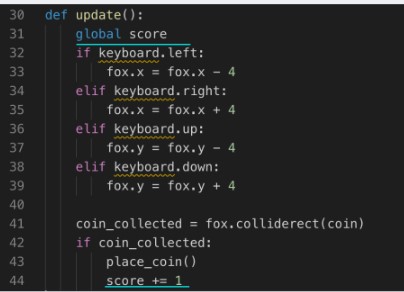 30 def update():
31     global score
32     if keyboard.left:
33         fox.x = fox.x - 4
34     elif keyboard.right:
35         fox.x = fox.x + 4
36     elif keyboard.up:
37         fox.y = fox.y - 4
38     elif keyboard.down:
39         fox.y = fox.y + 4
40
41     coin_collected = fox.colliderect(coin)
42     if coin_collected:
43         place_coin()
44         score += 1